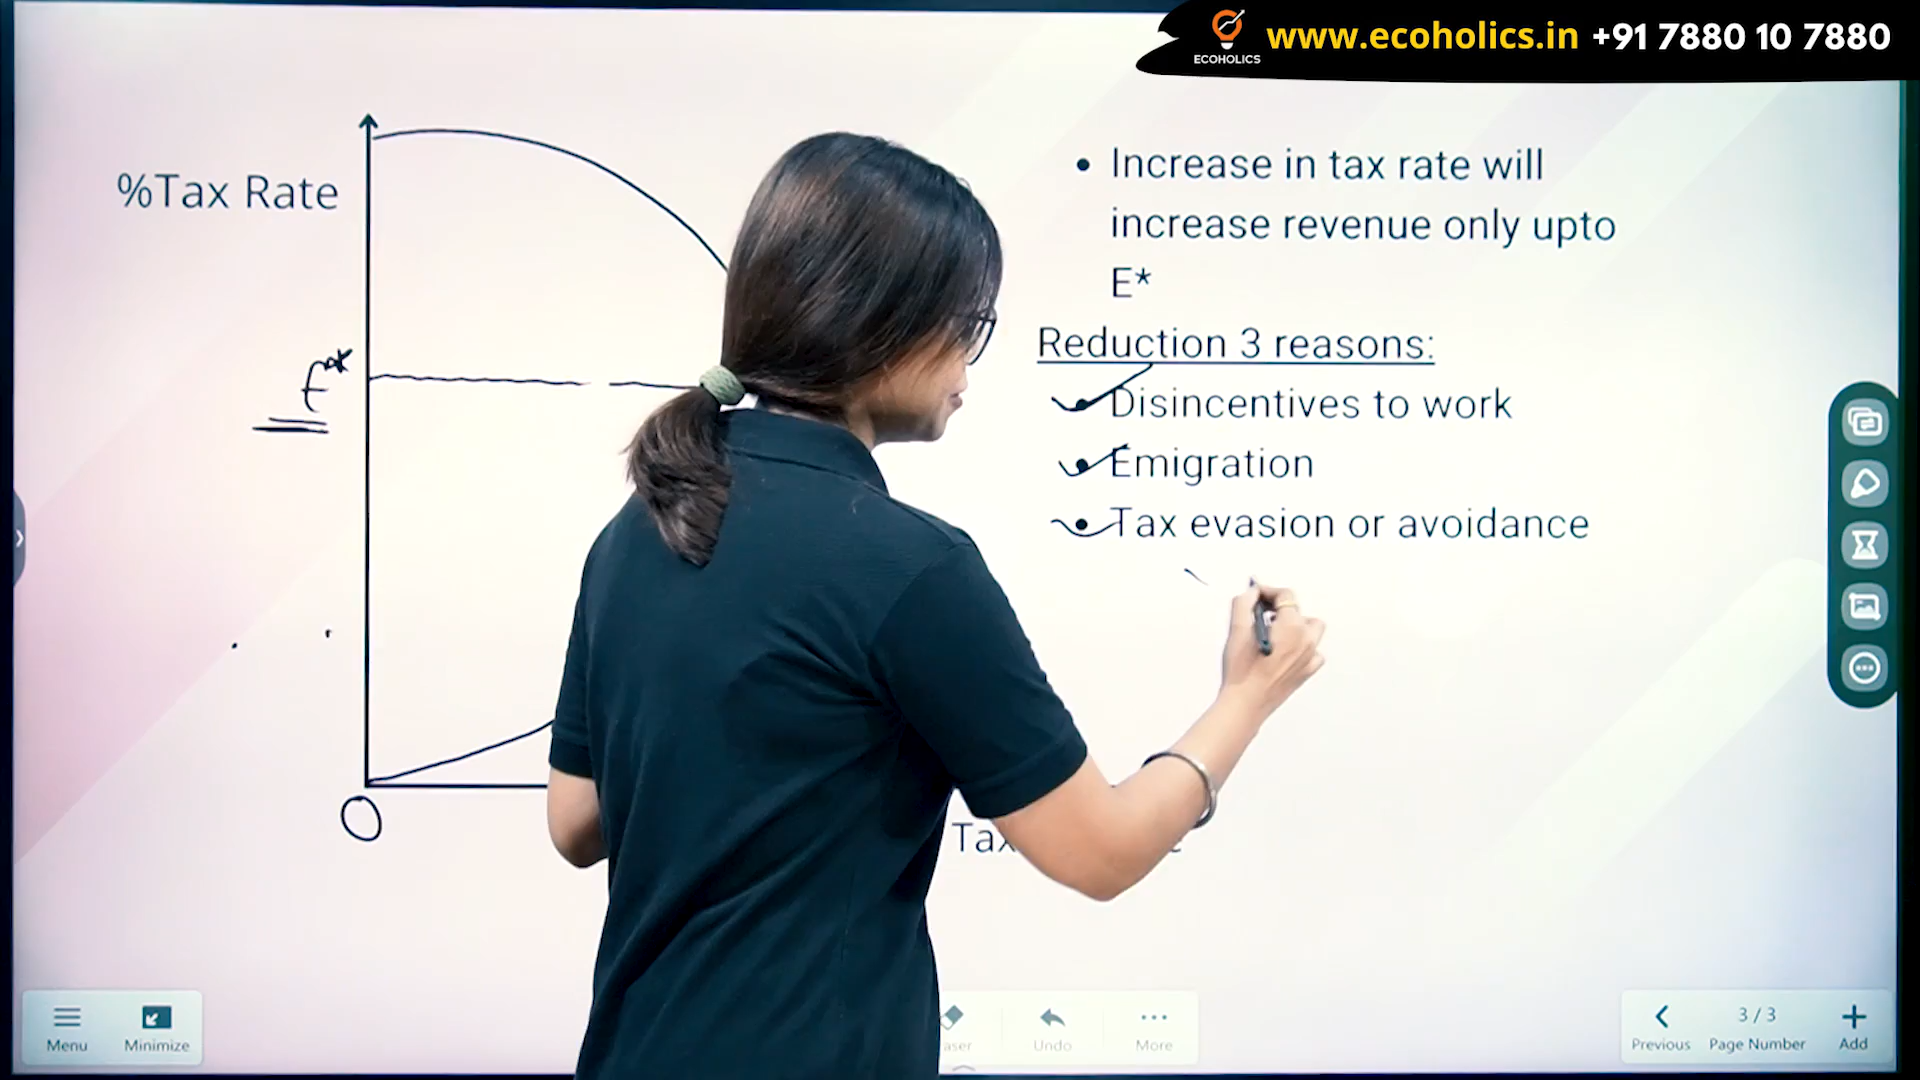 www.ecoholics.in +91 7880 10 7880
ECOHOLICS
%Tax Rate
• Increase in tax rate will
increase revenue only upto
E*
Reduction 3 reasons:
• Disincentives to work
• Emigration
• Tax evasion or avoidance
O
Tax
Menu
Minimize
Undo
More
Previous
3 / 3
Page Number
Add